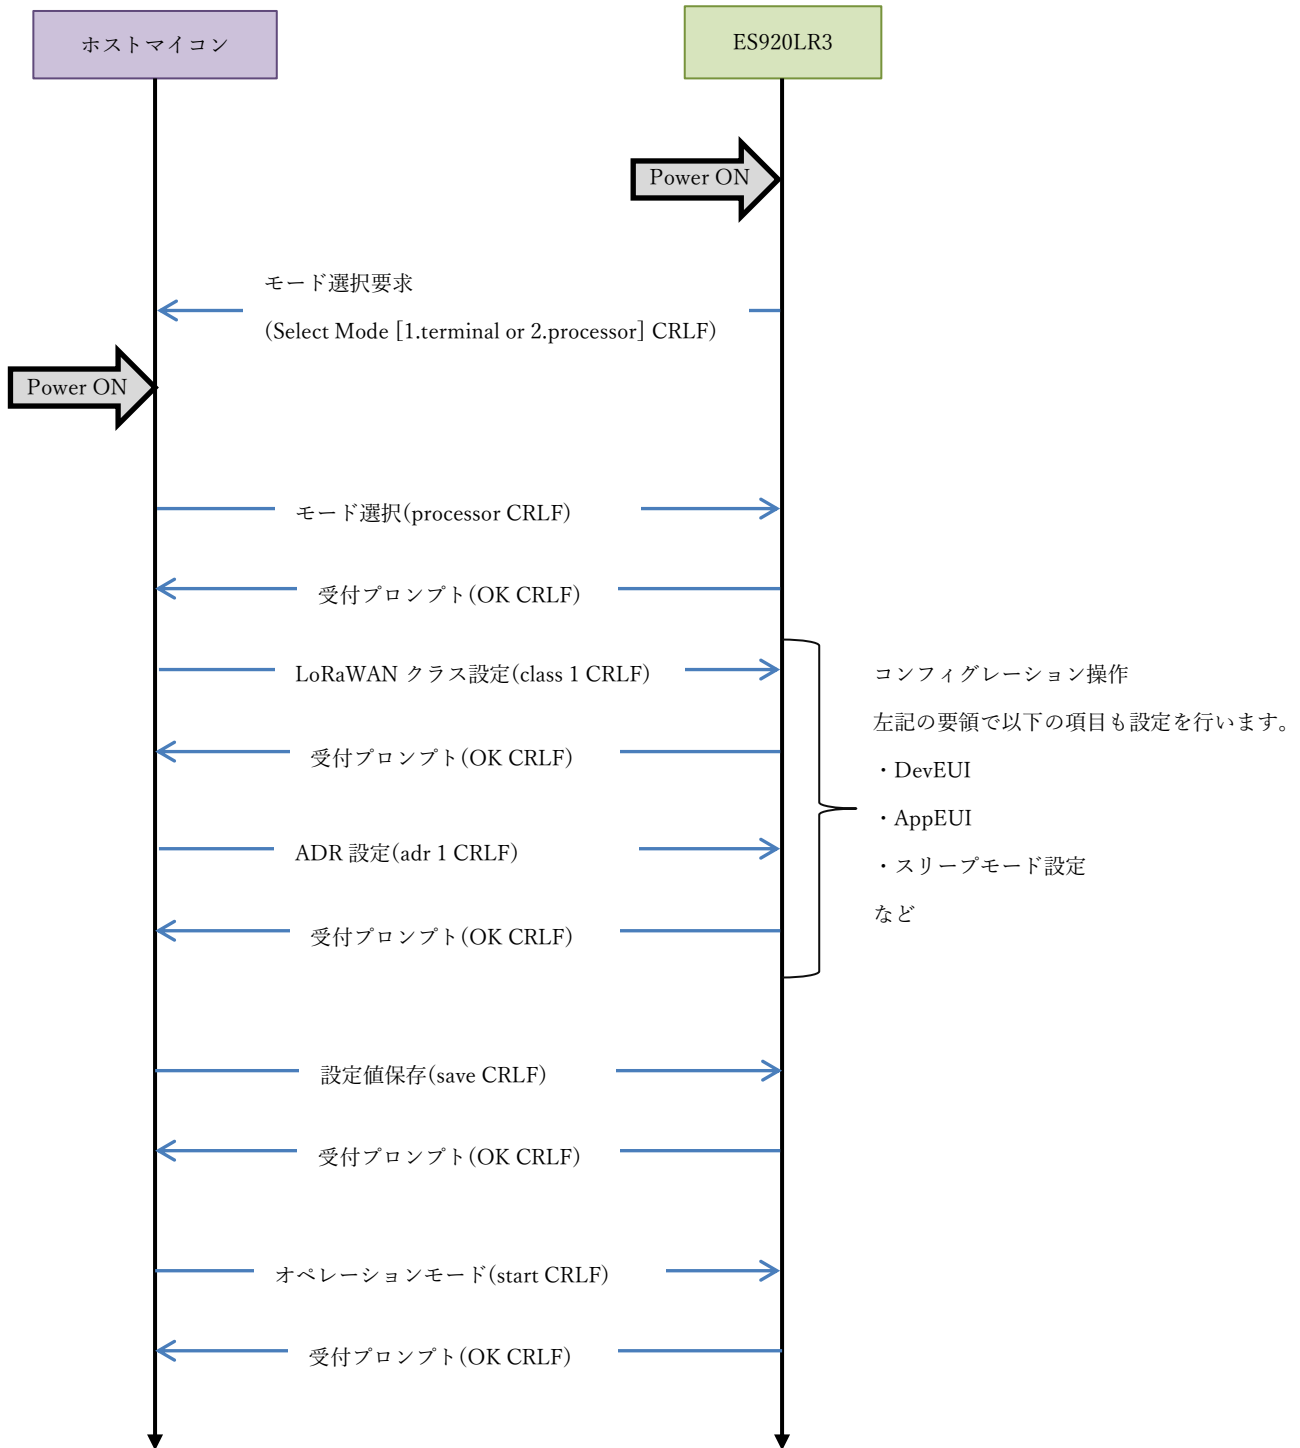 ホストマイコン
ES920LR3
Power ON
モード選択要求
(Select Mode [1.terminal or 2.processor] CRLF)
Power ON
モード選択(processor CRLF)
受付プロンプト(OK CRLF)
LoRaWAN クラス設定(class 1 CRLF)
受付プロンプト(OK CRLF)
ADR 設定(adr 1 CRLF)
受付プロンプト(OK CRLF)
コンフィグレーション操作
左記の要領で以下の項目も設定を行います。
・DevEUI
・AppEUI
・スリープモード設定
など
設定値保存(save CRLF)
受付プロンプト(OK CRLF)
オペレーションモード(start CRLF)
受付プロンプト(OK CRLF)